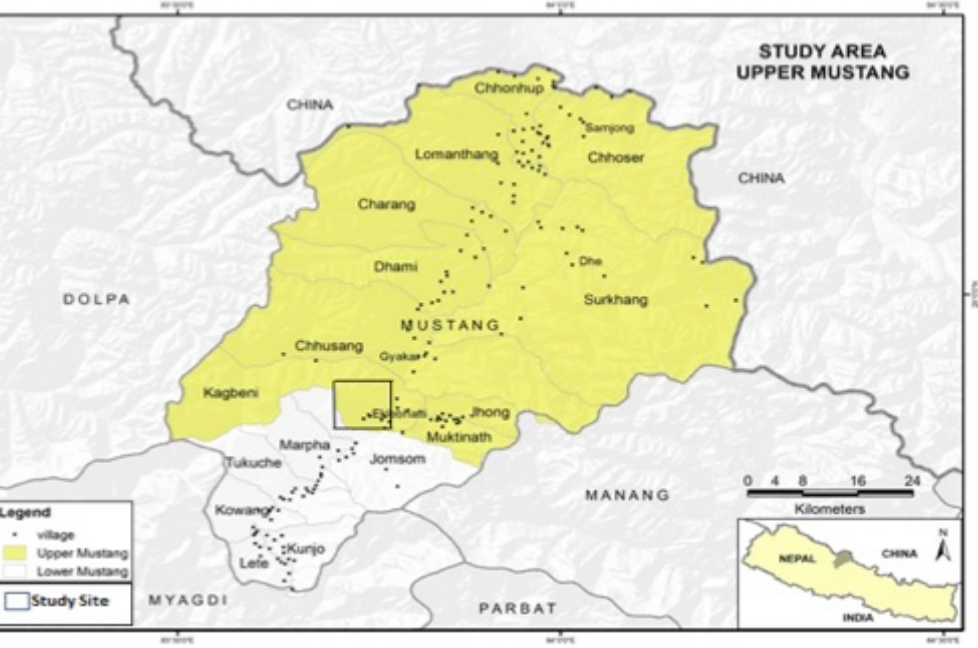 STUDY AREA
UPPER MUSTANG
Chhonhup
CHINA
Samjong
Lomanthang
Chhoser
CHINA
Charang
Dhe
Dhami
DOLPA
Surkhang
MUSTANG
Chhusang
Gyakar
Kagbeni
Jhong
Muktinath
Marpha
Jomsom
Tukuche
MANANG
0 4 8 16 24
Kilometers
Kowang
Kunjo
Lete
MYAGDI
PARBAT
Legend
village
Upper Mustang
Lower Mustang
Study Site
N
NEPAL
CHINA
INDIA